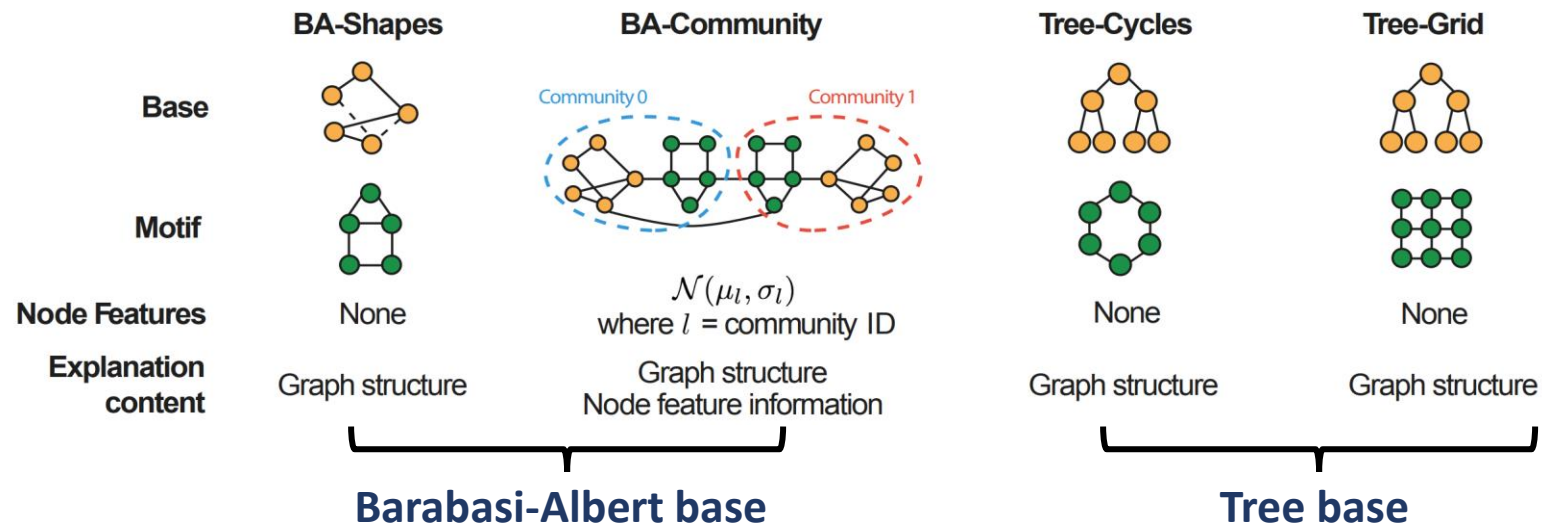 BA-Shapes BA-Community Tree-Cycles Tree-Grid
Base
Community 0 Community 1
Motif
Node Features None 𝒩(μ_l, σ_l) None None
where l = community ID
Explanation
content
Graph structure Graph structure Graph structure Graph structure
Node feature information
Barabasi-Albert base Tree base